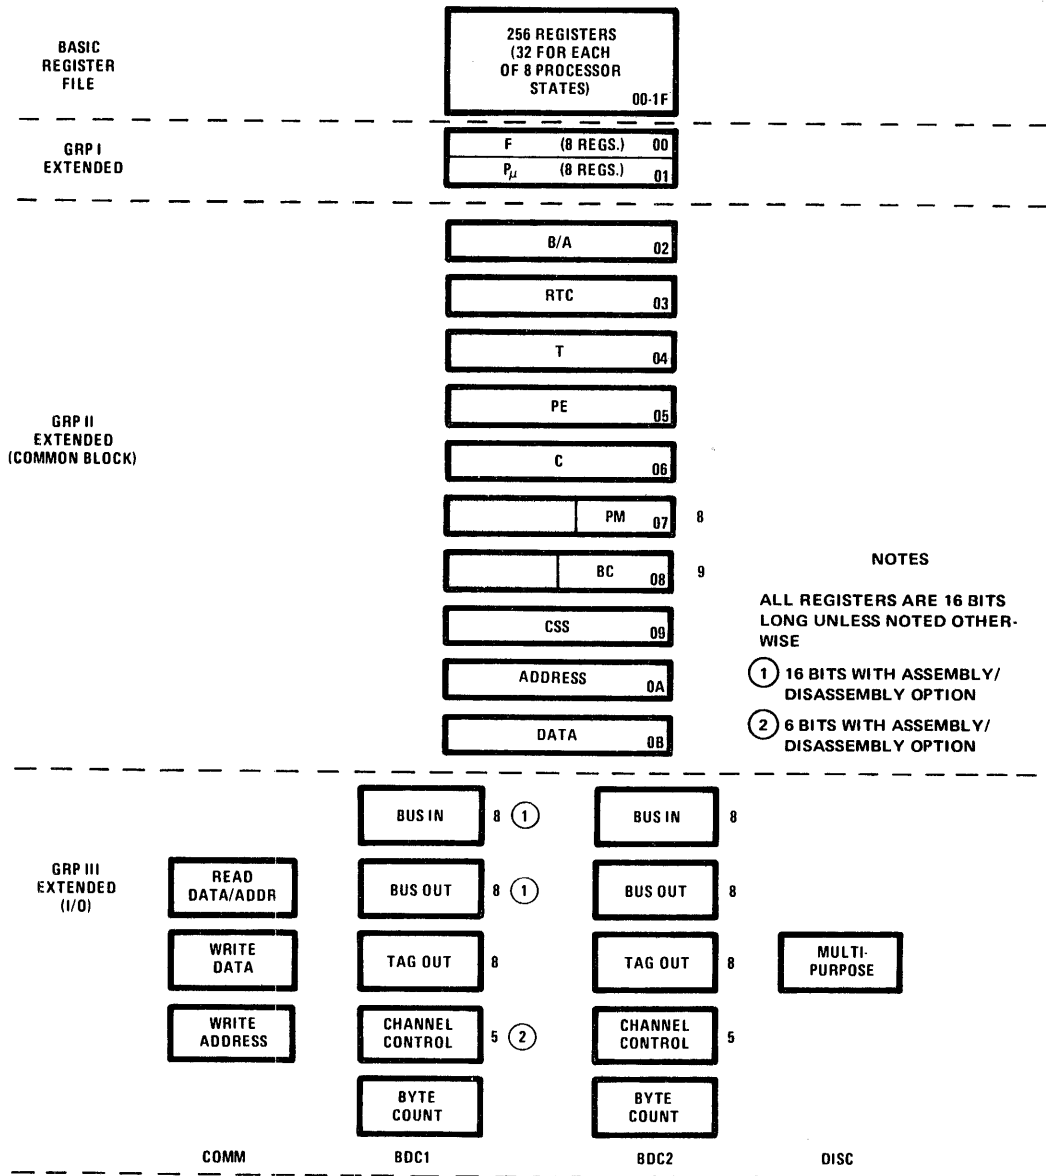 BASIC
REGISTER
FILE
256 REGISTERS
(32 FOR EACH
OF 8 PROCESSOR
STATES)
00-1F
GRP I
EXTENDED
F (8 REGS.) 00
Pμ (8 REGS.) 01
GRP II
EXTENDED
(COMMON BLOCK)
B/A 02
RTC 03
T 04
PE 05
C 06
PM 07 8
BC 08 9
CSS 09
ADDRESS 0A
DATA 0B
NOTES
ALL REGISTERS ARE 16 BITS
LONG UNLESS NOTED OTHER-
WISE
1 16 BITS WITH ASSEMBLY/
DISASSEMBLY OPTION
2 6 BITS WITH ASSEMBLY/
DISASSEMBLY OPTION
GRP III
EXTENDED
(I/O)
READ
DATA/ADDR
WRITE
DATA
WRITE
ADDRESS
COMM
BUS IN 8 1
BUS OUT 8 1
TAG OUT 8
CHANNEL
CONTROL 5 2
BYTE
COUNT
BDC1
BUS IN 8
BUS OUT 8
TAG OUT 8
CHANNEL
CONTROL 5
BYTE
COUNT
BDC2
MULTI-
PURPOSE
DISC